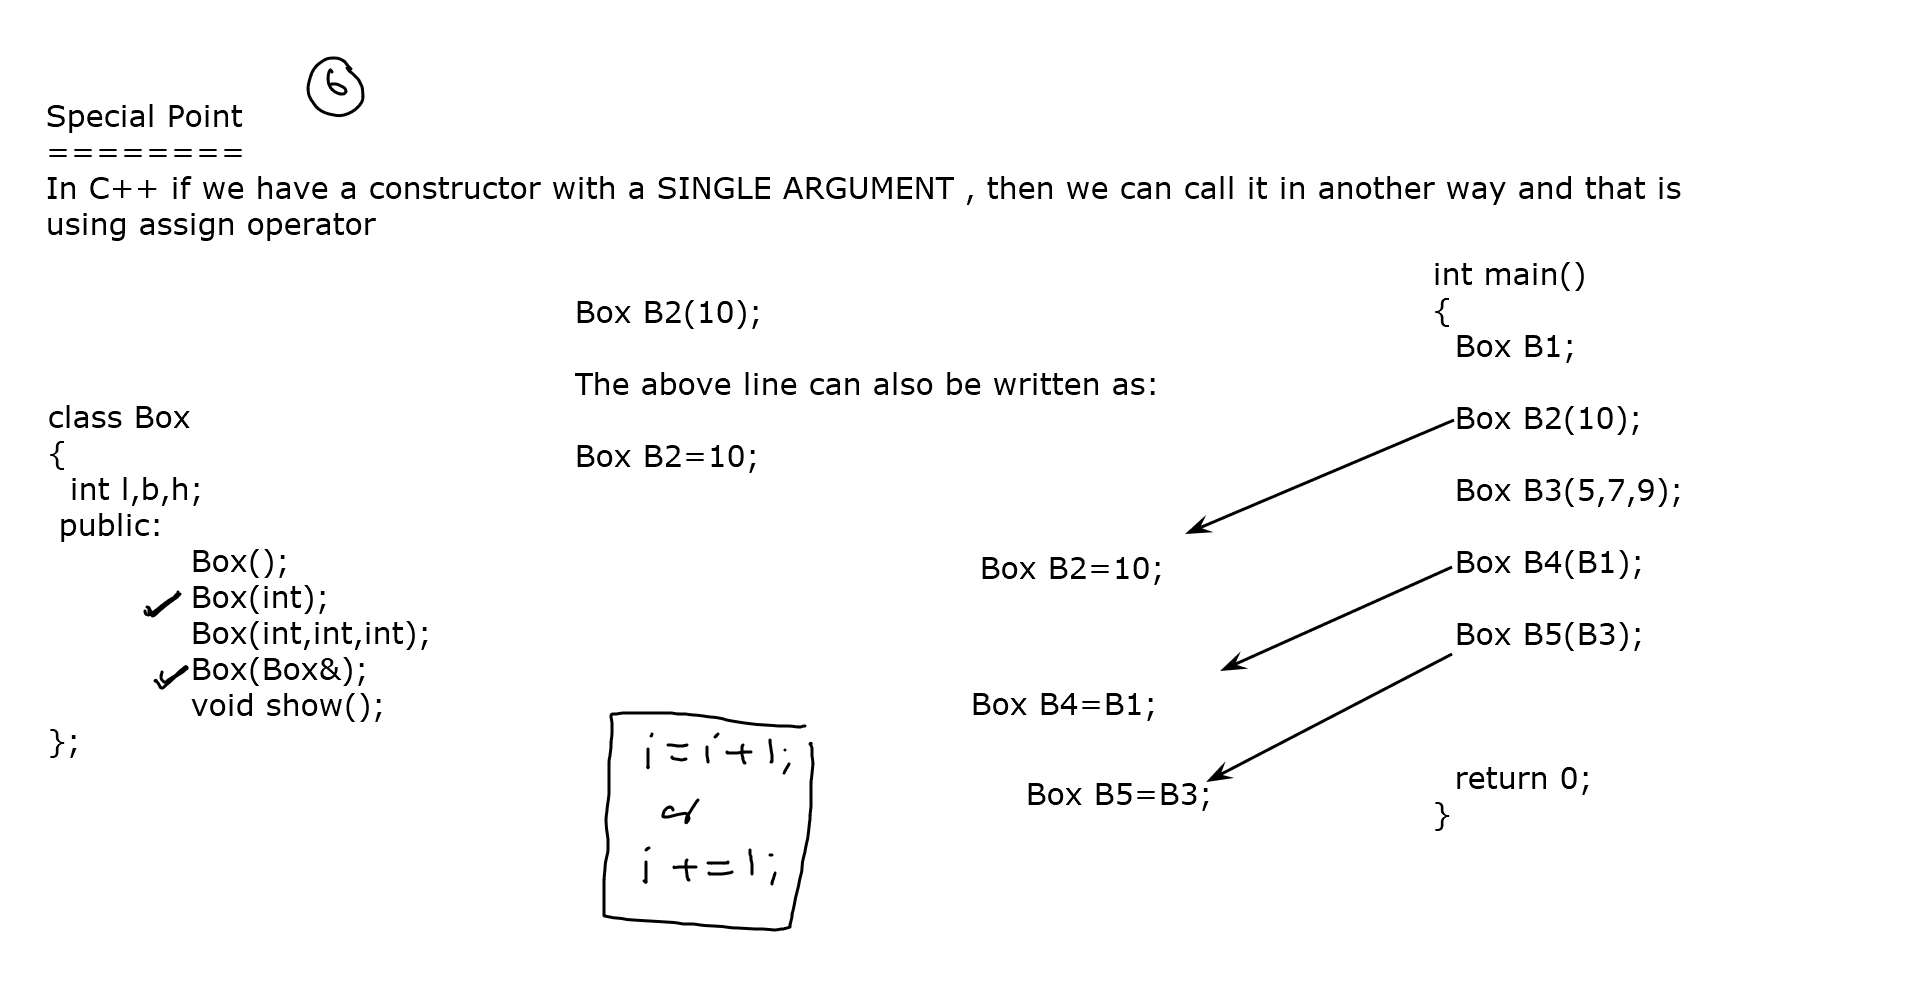 6
Special Point
========
In C++ if we have a constructor with a SINGLE ARGUMENT , then we can call it in another way and that is
using assign operator
Box B2(10);
The above line can also be written as:
Box B2=10;
class Box
{
int l,b,h;
public:
Box();
Box(int);
Box(int,int,int);
Box(Box&);
void show();
};
i=i+1;
or
i +=1;
Box B2=10;
Box B4=B1;
Box B5=B3;
int main()
{
Box B1;
Box B2(10);
Box B3(5,7,9);
Box B4(B1);
Box B5(B3);
return 0;
}